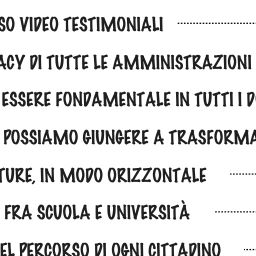 SO VIDEO TESTIMONIALI
ACY DI TUTTE LE AMMINISTRAZIONI
ESSERE FONDAMENTALE IN TUTTI I D
POSSIAMO GIUNGERE A TRASFORMA
TURE, IN MODO ORIZZONTALE
FRA SCUOLA E UNIVERSITÀ
EL PERCORSO DI OGNI CITTADINO